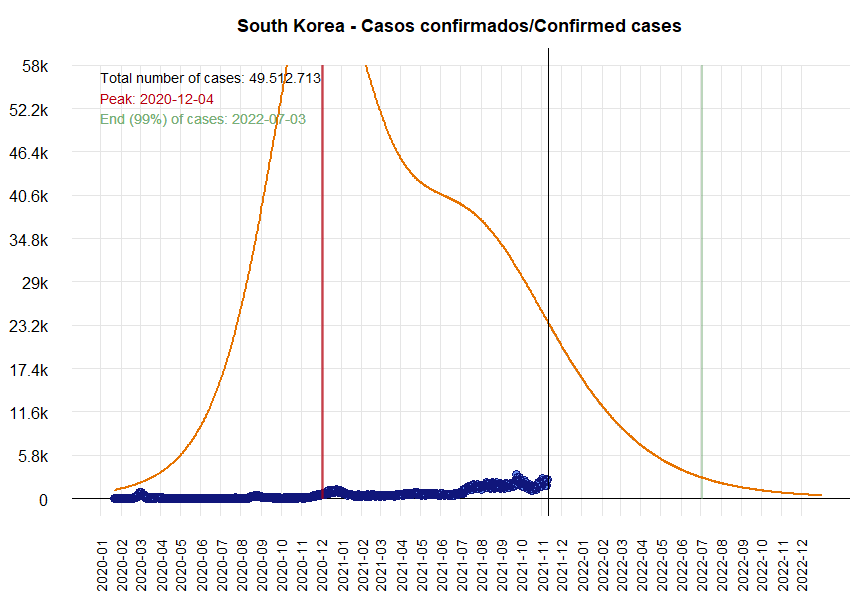 South Korea - Casos confirmados/Confirmed cases
58k
Total number of cases: 49.512.713
Peak: 2020-12-04
End (99%) of cases: 2022-07-03
52.2k
46.4k
40.6k
34.8k
29k
23.2k
17.4k
11.6k
5.8k
0
2020-01
2020-02
2020-03
2020-04
2020-05
2020-06
2020-07
2020-08
2020-09
2020-10
2020-11
2020-12
2021-01
2021-02
2021-03
2021-04
2021-05
2021-06
2021-07
2021-08
2021-09
2021-10
2021-11
2021-12
2022-01
2022-02
2022-03
2022-04
2022-05
2022-06
2022-07
2022-08
2022-09
2022-10
2022-11
2022-12